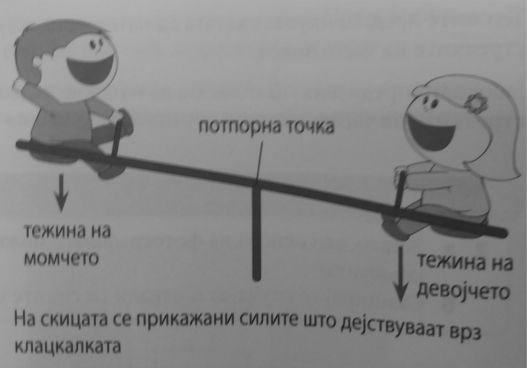 потпорна точка
тежина на
момчето
тежина на
девојчето
На скицата се прикажани силите што дејствуваат врз
клацкалката